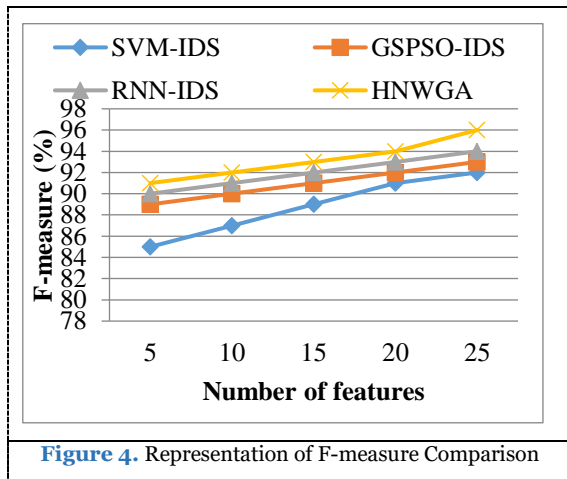 SVM-IDS GSPSO-IDS
RNN-IDS HNWGA
F-measure (%)
98
96
94
92
90
88
86
84
82
80
78
5 10 15 20 25
Number of features
Figure 4. Representation of F-measure Comparison